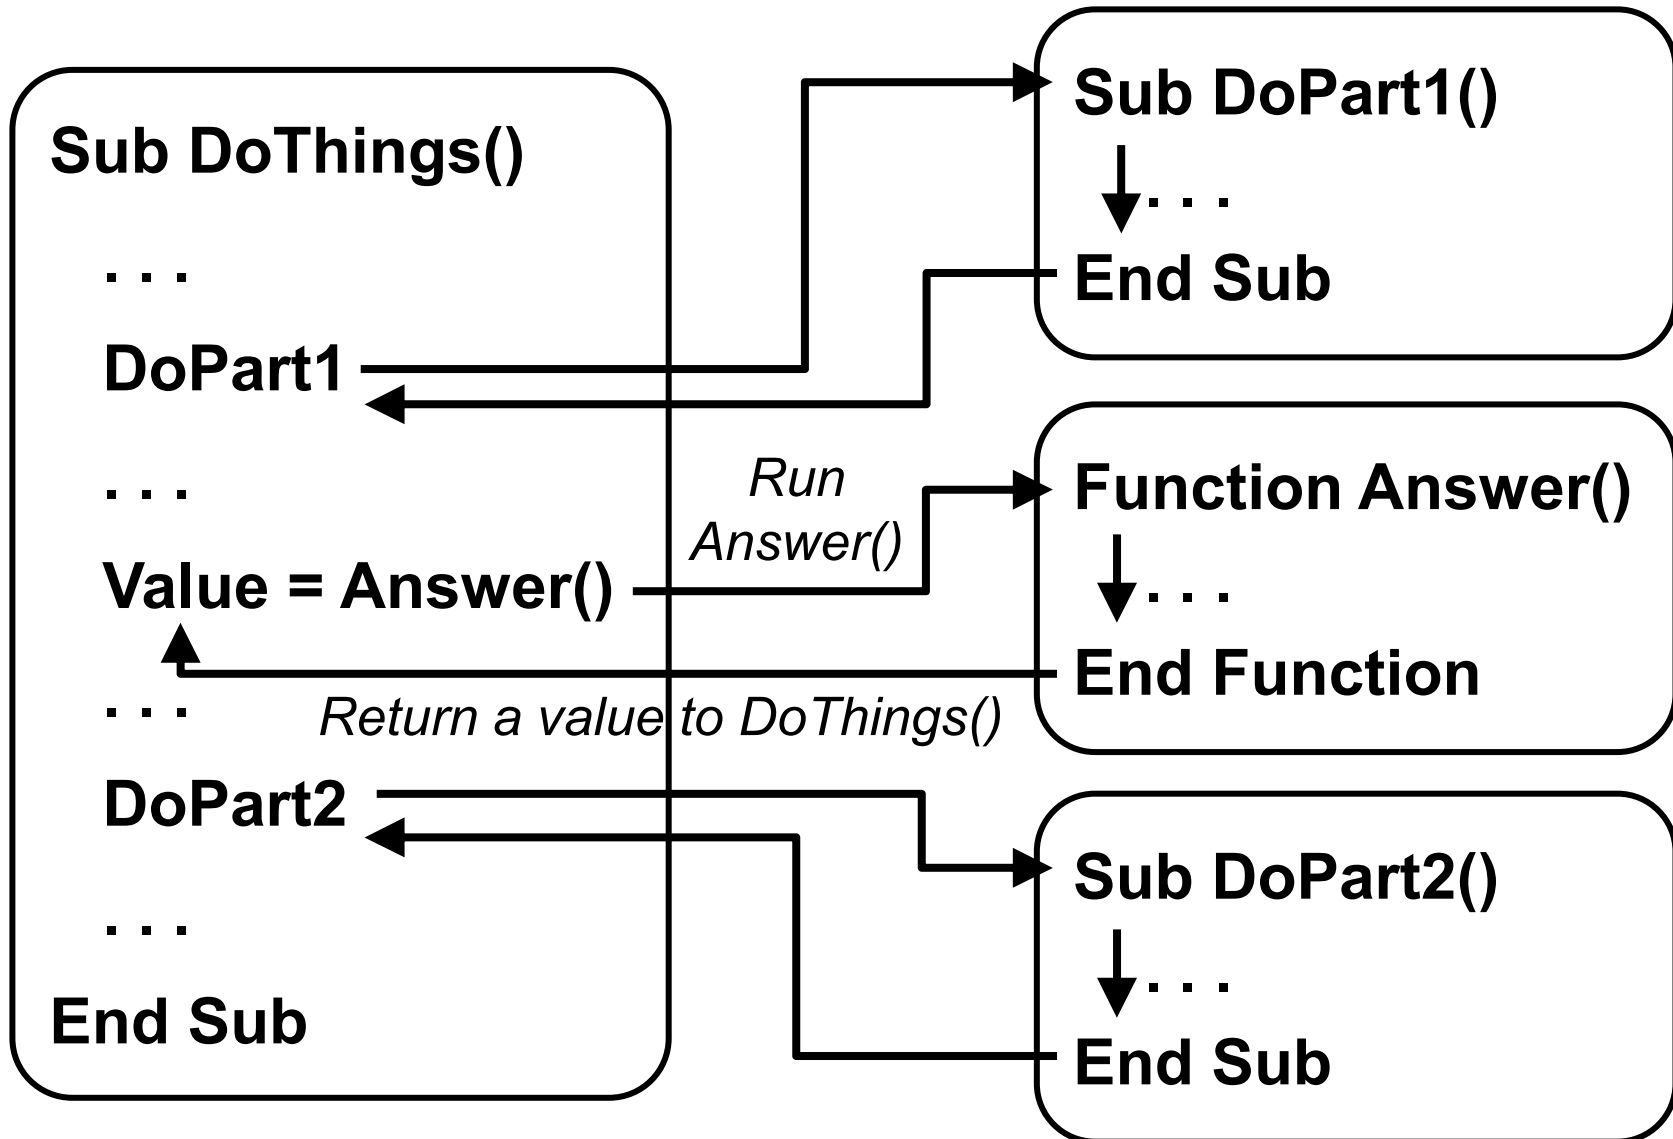 Sub DoThings()
. . .
DoPart1
. . .
Value = Answer()
. . .
DoPart2
. . .
End Sub
Run
Answer()
Return a value to DoThings()
Sub DoPart1()
. . .
End Sub
Function Answer()
. . .
End Function
Sub DoPart2()
. . .
End Sub